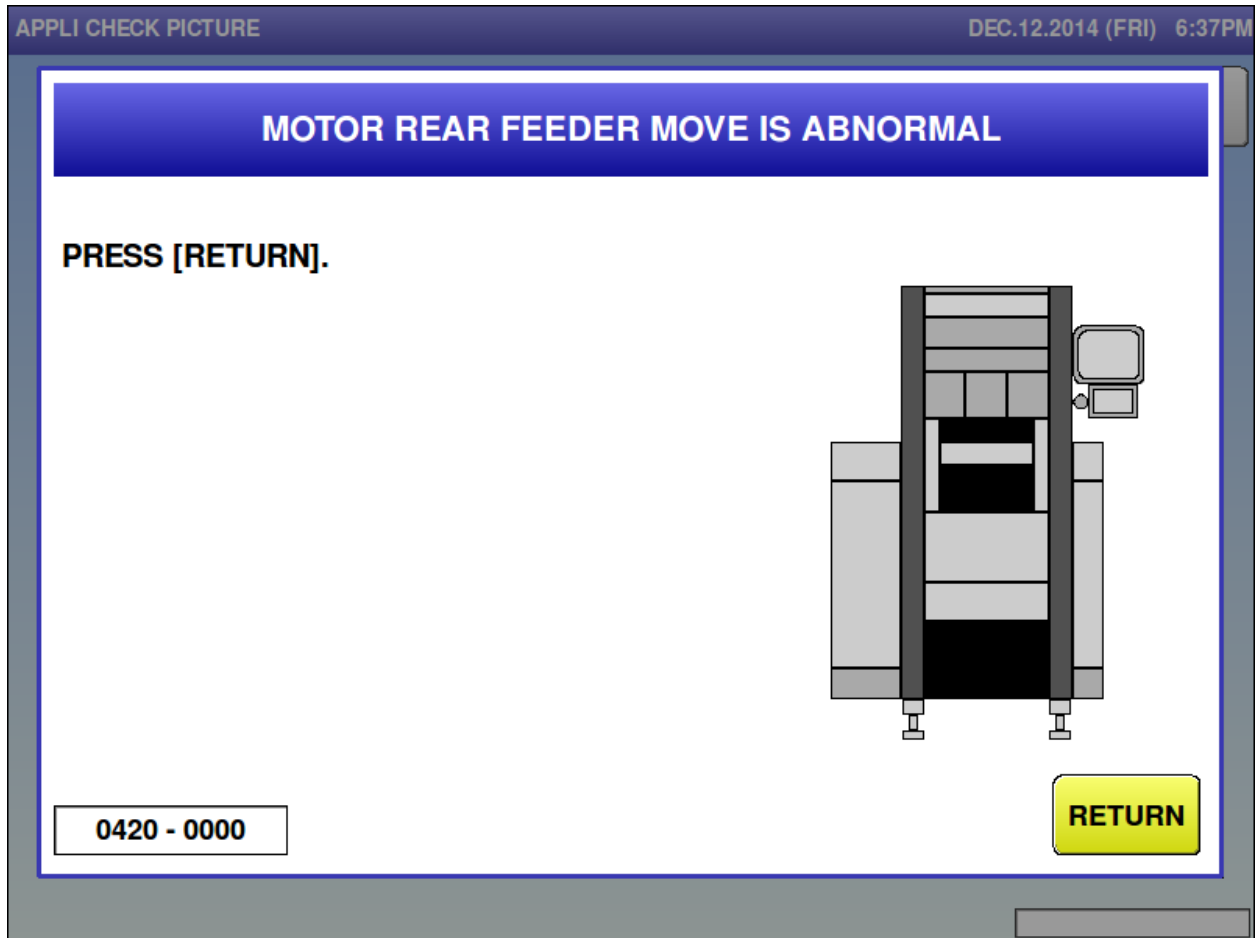 APPLI CHECK PICTURE DEC.12.2014 (FRI) 6:37PM
MOTOR REAR FEEDER MOVE IS ABNORMAL
PRESS [RETURN].
RETURN
0420 - 0000